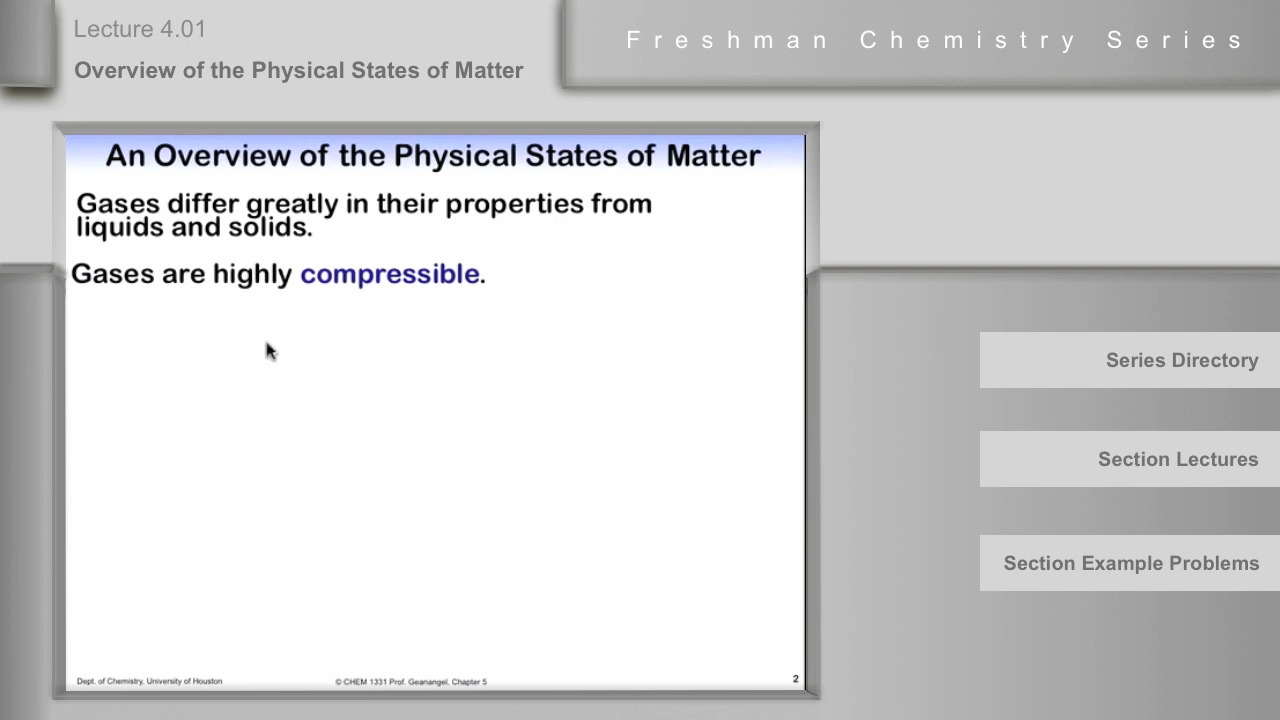 Lecture 4.01
Overview of the Physical States of Matter
Freshman Chemistry Series
An Overview of the Physical States of Matter
Gases differ greatly in their properties from
liquids and solids.
Gases are highly compressible.
Series Directory
Section Lectures
Section Example Problems
Dept. of Chemistry, University of Houston
© CHEM 1331 Prof. Geanangel, Chapter 5
2